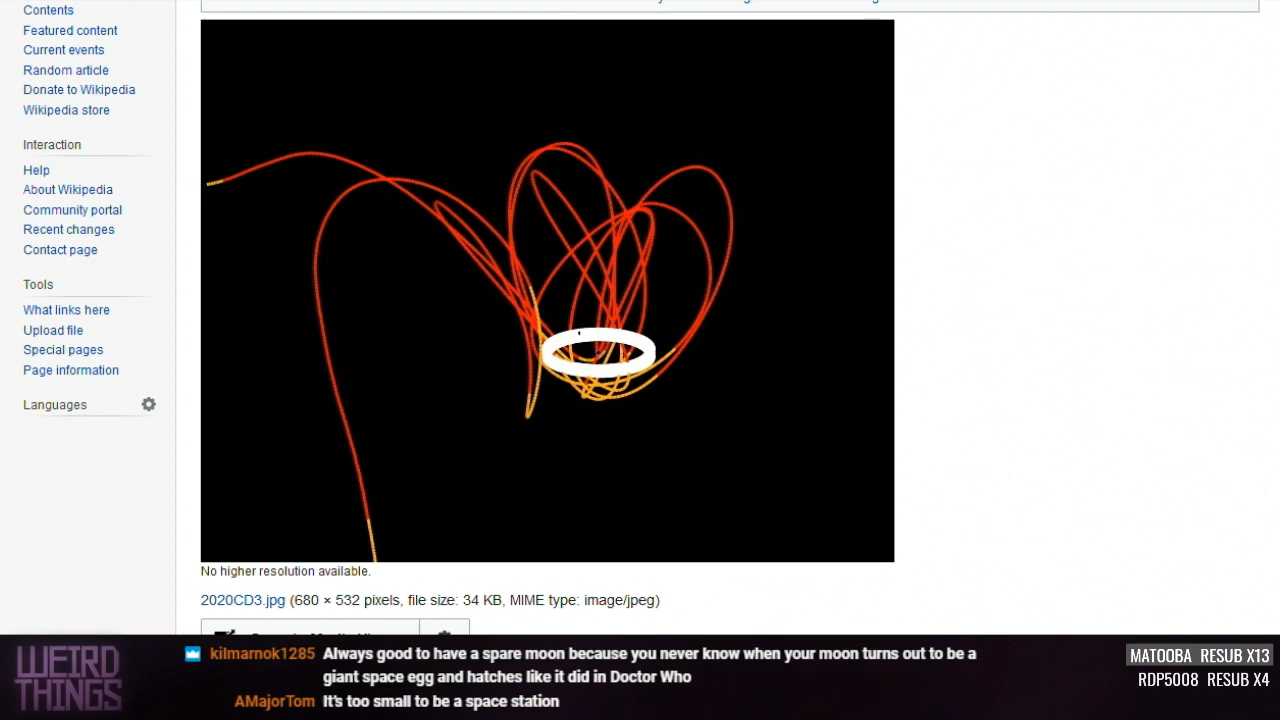 Contents
Featured content
Current events
Random article
Donate to Wikipedia
Wikipedia store
Interaction
Help
About Wikipedia
Community portal
Recent changes
Contact page
Tools
What links here
Upload file
Special pages
Page information
Languages
No higher resolution available.
2020CD3.jpg (680 × 532 pixels, file size: 34 KB, MIME type: image/jpeg)
WEIRD
THINGS
kilmarnok1285 Always good to have a spare moon because you never know when your moon turns out to be a
giant space egg and hatches like it did in Doctor Who
AMajorTom It's too small to be a space station
MATOOBA RESUB X13
RDP5008 RESUB X4